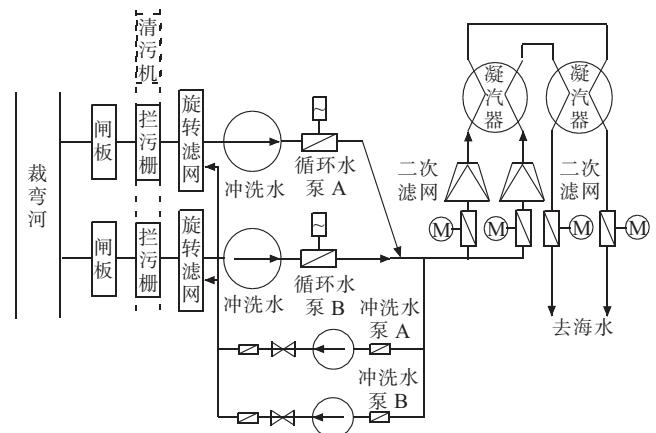 清污机
裁弯河
闸板
拦污栅
旋转滤网
冲洗水
~
循环水
泵 A
二次
滤网
凝汽器
凝汽器
二次
滤网
M
M
M
M
闸板
拦污栅
旋转滤网
冲洗水
~
循环水
泵 B
冲洗水
泵 A
去海水
冲洗水
泵 B